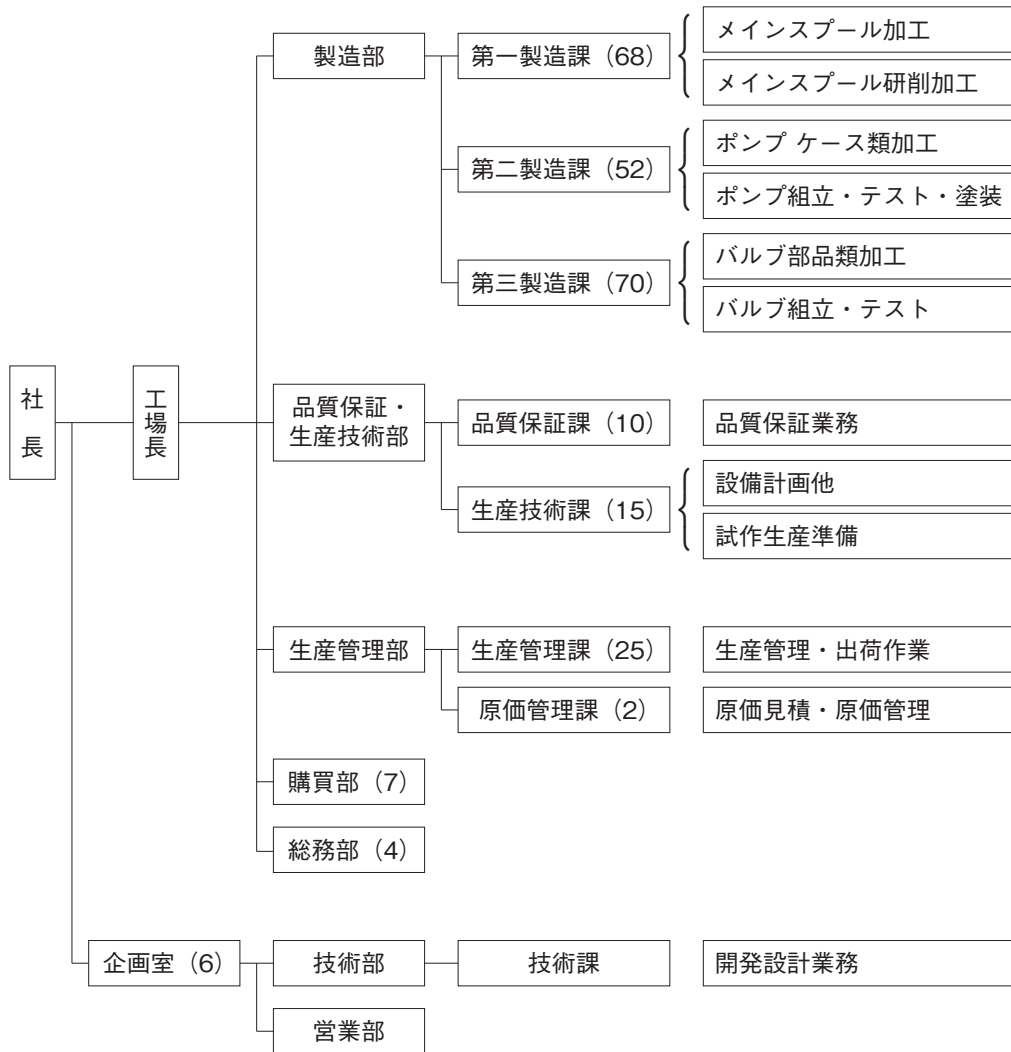 製造部
第一製造課（68）
メインスプール加工
メインスプール研削加工
第二製造課（52）
ポンプ ケース類加工
ポンプ組立・テスト・塗装
第三製造課（70）
バルブ部品類加工
バルブ組立・テスト
社長
工場長
品質保証・
生産技術部
品質保証課（10）
品質保証業務
生産技術課（15）
設備計画他
試作生産準備
生産管理部
生産管理課（25）
生産管理・出荷作業
原価管理課（2）
原価見積・原価管理
購買部（7）
総務部（4）
企画室（6）
技術部
技術課
開発設計業務
営業部